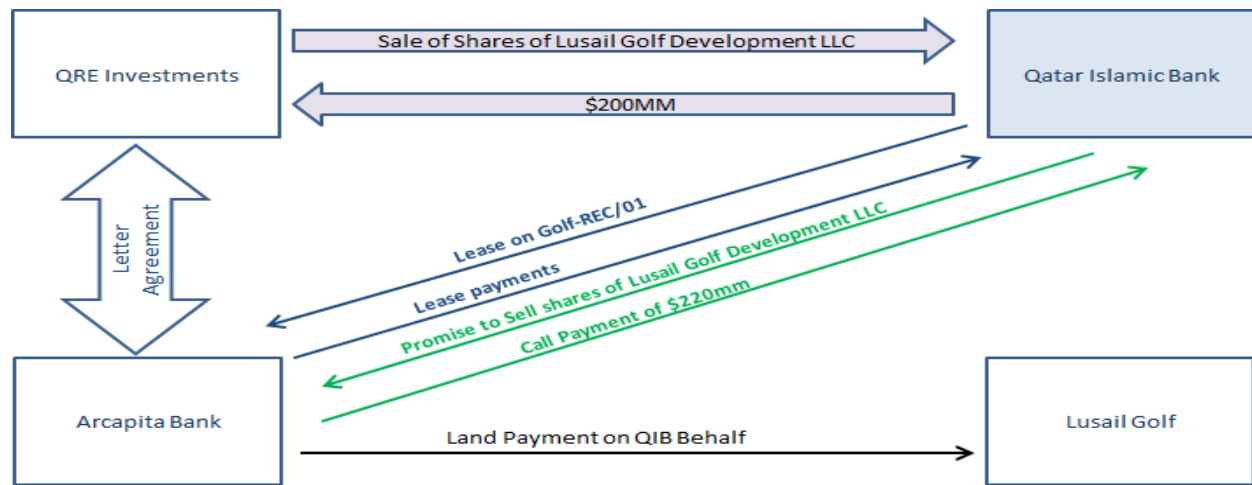 Sale of Shares of Lusail Golf Development LLC
QRE Investments
Qatar Islamic Bank
$200MM
Letter
Agreement
Lease on Golf-REC/01
Lease payments
Promise to Sell shares of Lusail Golf Development LLC
Call Payment of $220mm
Arcapita Bank
Land Payment on QIB Behalf
Lusail Golf